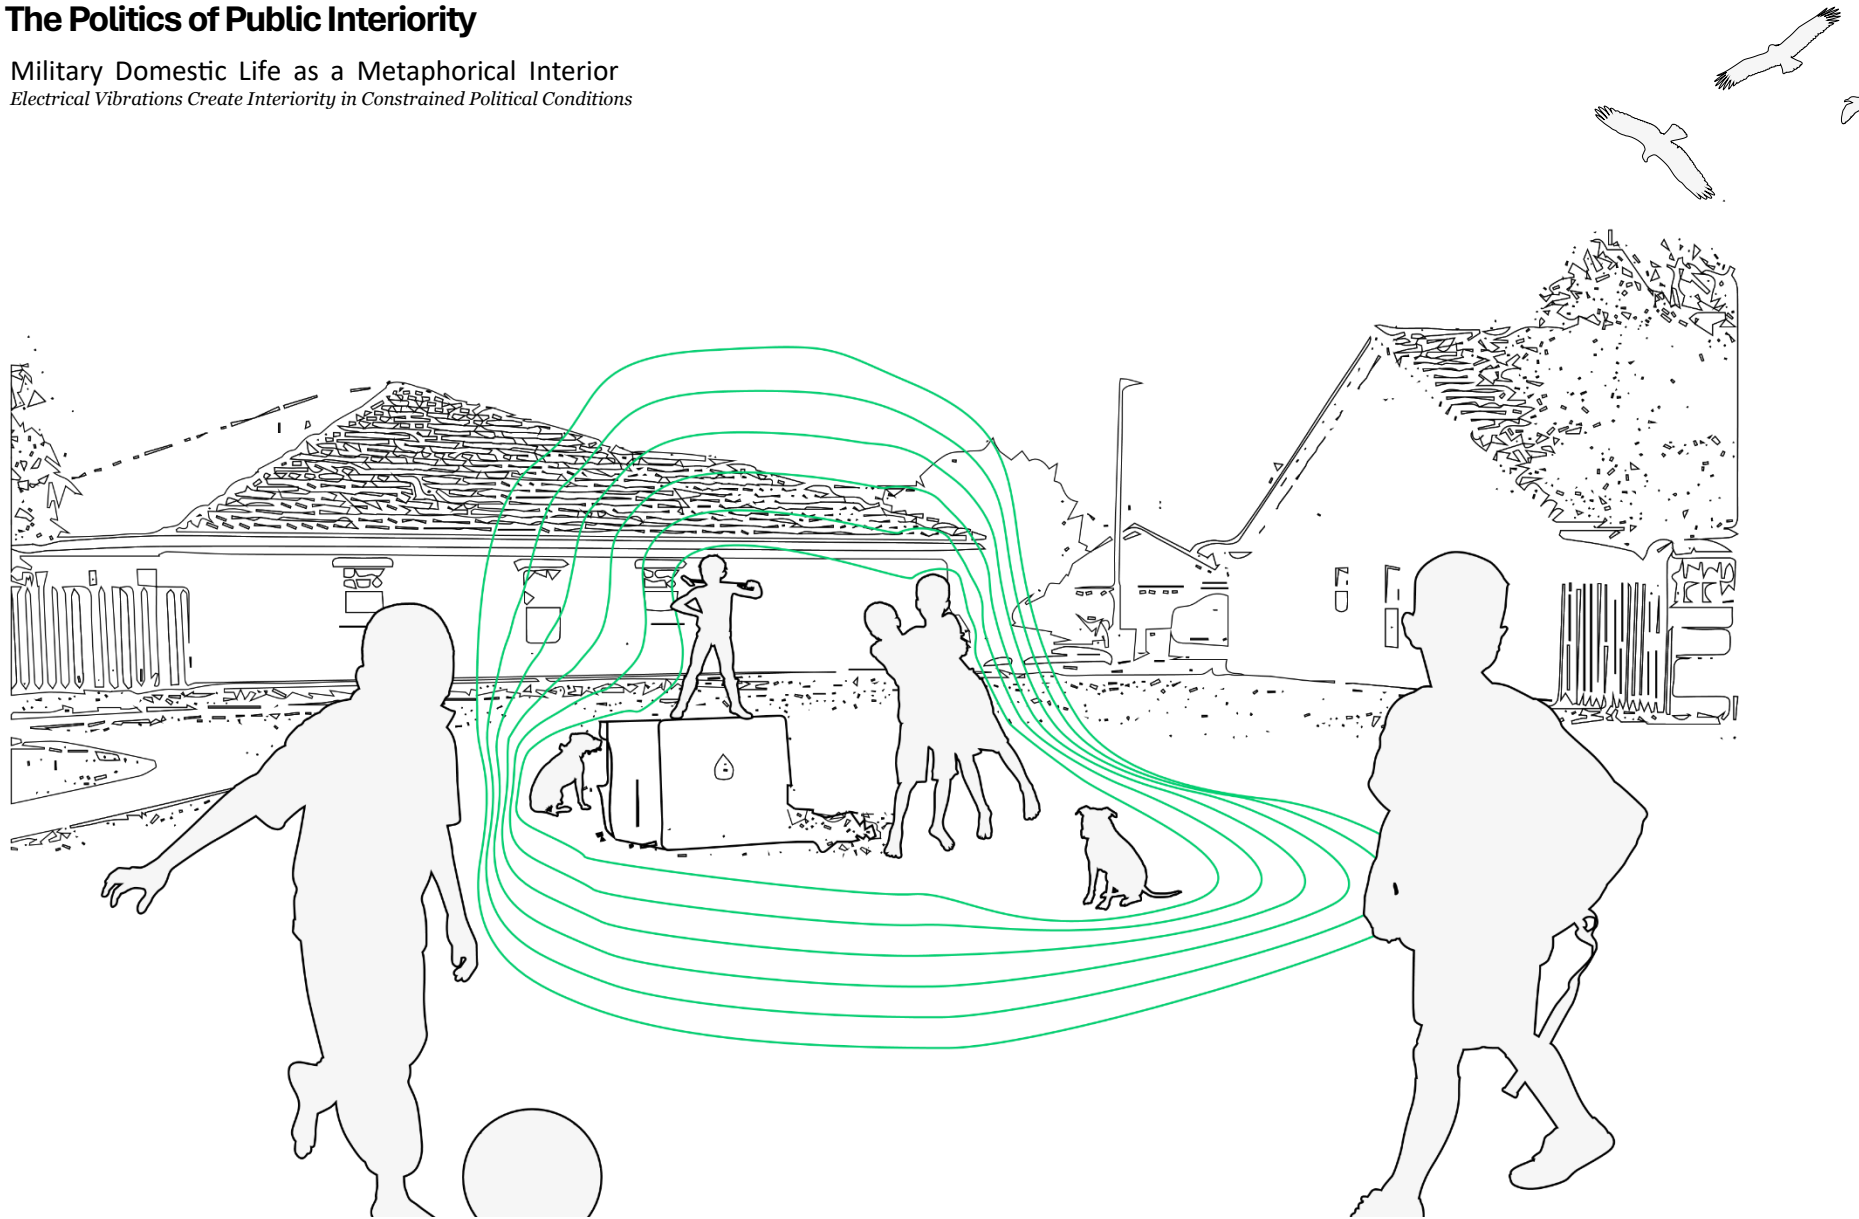 The Politics of Public Interiority
Military Domestic Life as a Metaphorical Interior
Electrical Vibrations Create Interiority in Constrained Political Conditions